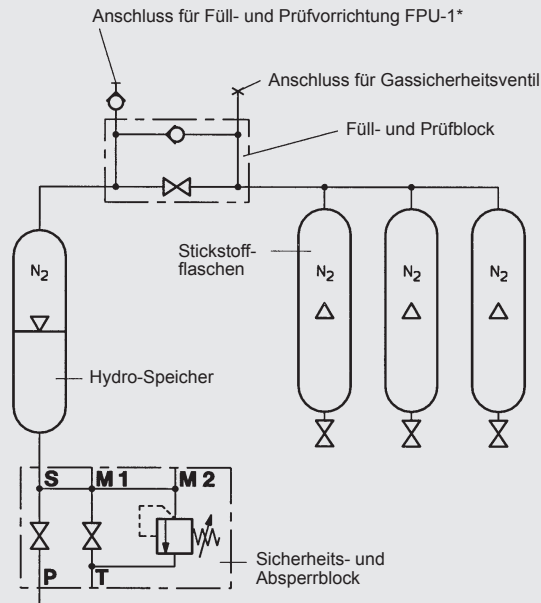 Anschluss für Füll- und Prüfvorrichtung FPU-1*
Anschluss für Gassicherheitsventil
Füll- und Prüfblock
Stickstoff-
flaschen
N2
N2
N2
N2
Hydro-Speicher
S
M 1
M 2
Sicherheits- und
Absperrblock
P
T